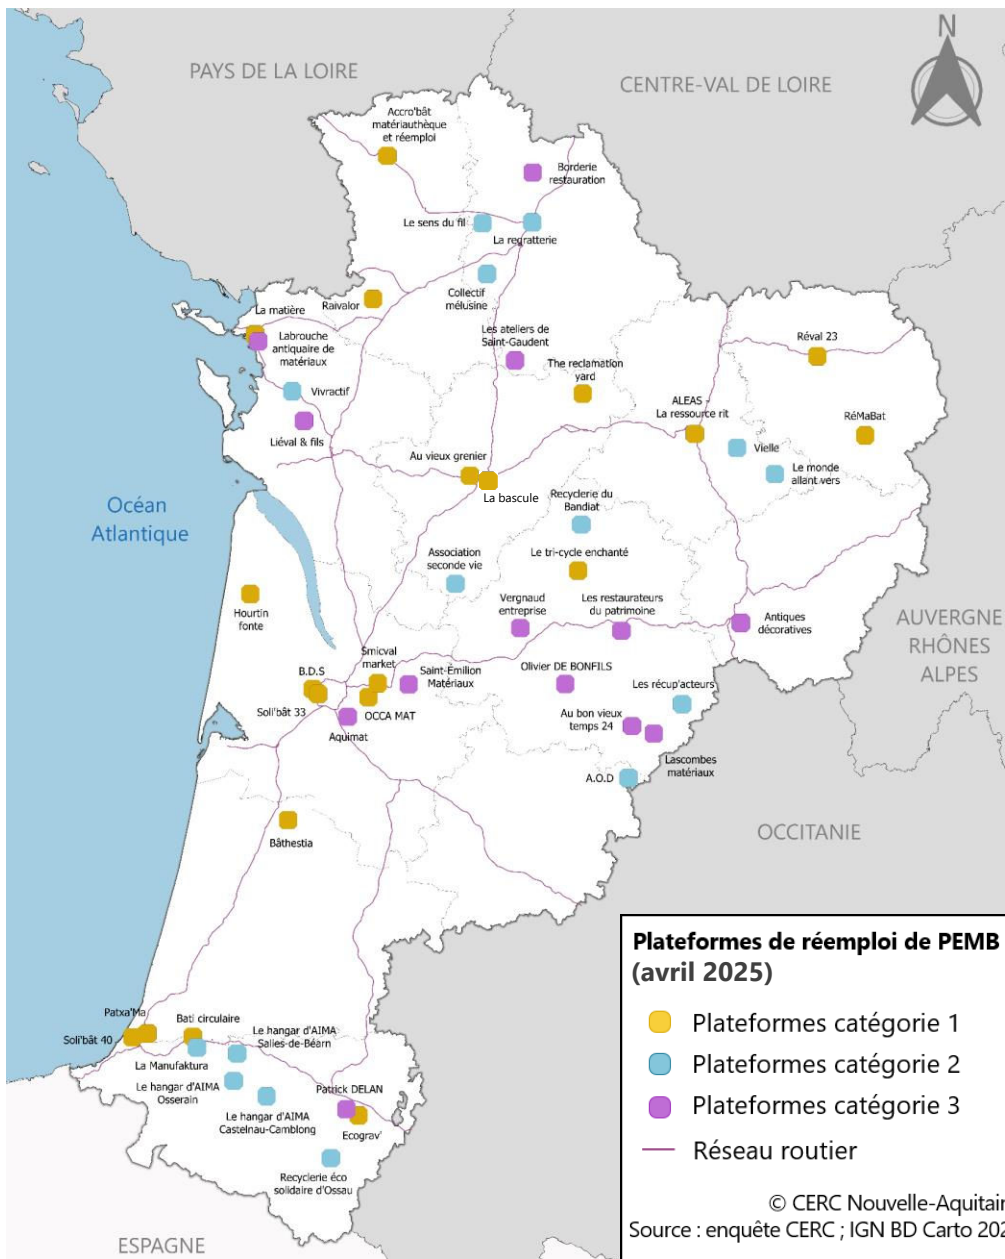 N
PAYS DE LA LOIRE
CENTRE-VAL DE LOIRE
Accro'bât
matériauthèque
et réemploi
Borderie
restauration
Le sens du fil
La regratterie
Collectif
mélusine
La matière
Raivalor
Labrouche
antiquaire de
matériaux
Les ateliers de
Saint-Gaudent
The reclamation
yard
Réval 23
Vivractif
Liéval & fils
ALEAS -
La ressource rit
RéMaBat
Vielle
Le monde
allant vers
Au vieux grenier
La bascule
Océan
Atlantique
Recyclerie du
Bandiat
Association
seconde vie
Le tri-cycle enchanté
Hourtin
fonte
Vergnaud
entreprise
Les restaurateurs
du patrimoine
Antiques
décoratives
AUVERGNE
RHÔNES
ALPES
Smicval
market
B.D.S
Saint-Émilion
Matériaux
Olivier DE BONFILS
Les récup'acteurs
Soli'bât 33
OCCA MAT
Aquimat
Au bon vieux
temps 24
Lascombes
matériaux
A.O.D
Bâthestia
OCCITANIE
Patxa'Ma
Bati circulaire
Soli'bât 40
Le hangar d'AIMA
Salies-de-Béarn
La Manufaktura
Le hangar d'AIMA
Osserain
Patrick DELAN
Le hangar d'AIMA
Castelnau-Camblong
Ecograv'
Recyclerie éco
solidaire d'Ossau
ESPAGNE
Plateformes de réemploi de PEMB
(avril 2025)
Plateformes catégorie 1
Plateformes catégorie 2
Plateformes catégorie 3
Réseau routier
© CERC Nouvelle-Aquitain
Source : enquête CERC ; IGN BD Carto 202